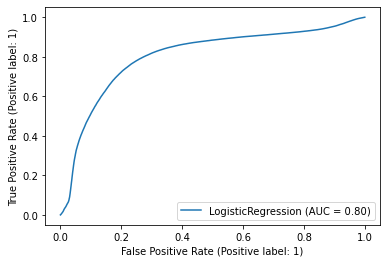 1.0
0.8
0.6
0.4
0.2
0.0
True Positive Rate (Positive label: 1)
LogisticRegression (AUC = 0.80)
0.0 0.2 0.4 0.6 0.8 1.0
False Positive Rate (Positive label: 1)